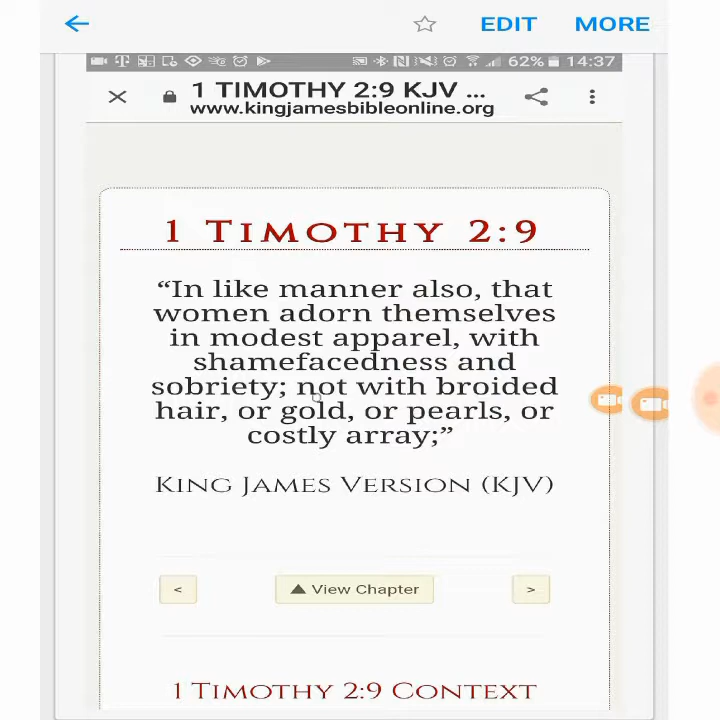 EDIT MORE
62% 14:37
1 TIMOTHY 2:9 KJV ...
www.kingjamesbibleonline.org
1 TIMOTHY 2:9
“In like manner also, that
women adorn themselves
in modest apparel, with
shamefacedness and
sobriety; not with broided
hair, or gold, or pearls, or
costly array;”
KING JAMES VERSION (KJV)
< ▲ View Chapter >
1 TIMOTHY 2:9 CONTEXT